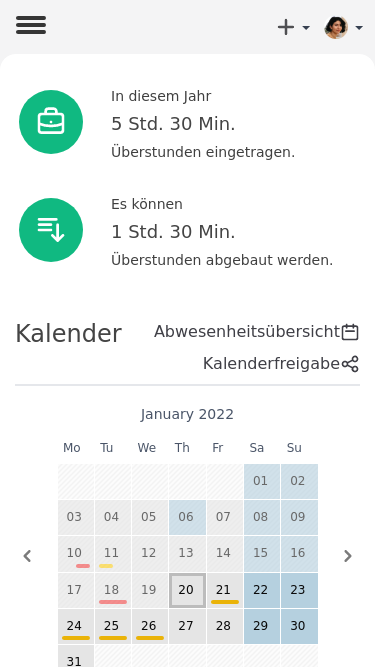 In diesem Jahr
5 Std. 30 Min.
Überstunden eingetragen.
Es können
1 Std. 30 Min.
Überstunden abgebaut werden.
Kalender
Abwesenheitsübersicht
Kalenderfreigabe
January 2022
Mo Tu We Th Fr Sa Su
01 02
03 04 05 06 07 08 09
10 11 12 13 14 15 16
17 18 19 20 21 22 23
24 25 26 27 28 29 30
31